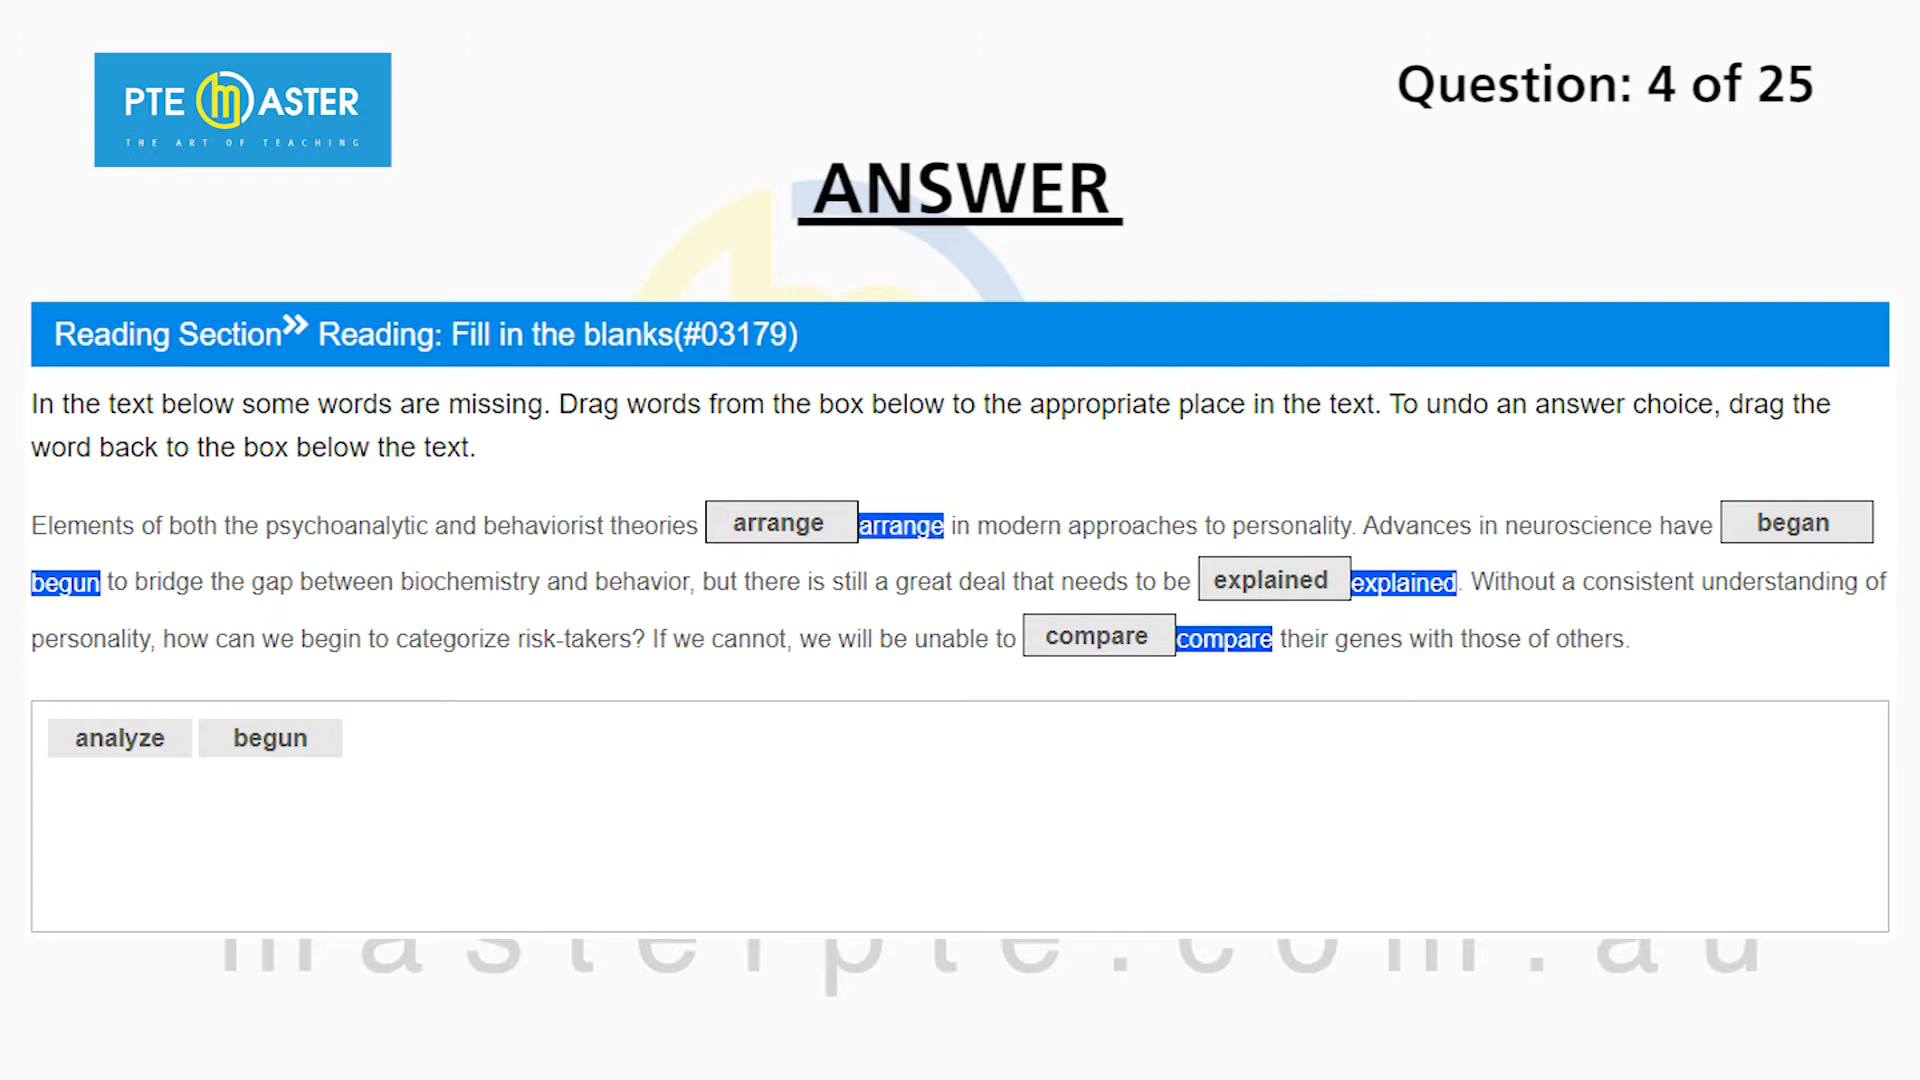 PTE MASTER
THE ART OF TEACHING
Question: 4 of 25
ANSWER
Reading Section» Reading: Fill in the blanks(#03179)
In the text below some words are missing. Drag words from the box below to the appropriate place in the text. To undo an answer choice, drag the
word back to the box below the text.
Elements of both the psychoanalytic and behaviorist theories arrange arrange in modern approaches to personality. Advances in neuroscience have began
begun to bridge the gap between biochemistry and behavior, but there is still a great deal that needs to be explained explained. Without a consistent understanding of
personality, how can we begin to categorize risk-takers? If we cannot, we will be unable to compare compare their genes with those of others.
analyze begun
masterpte.com.au